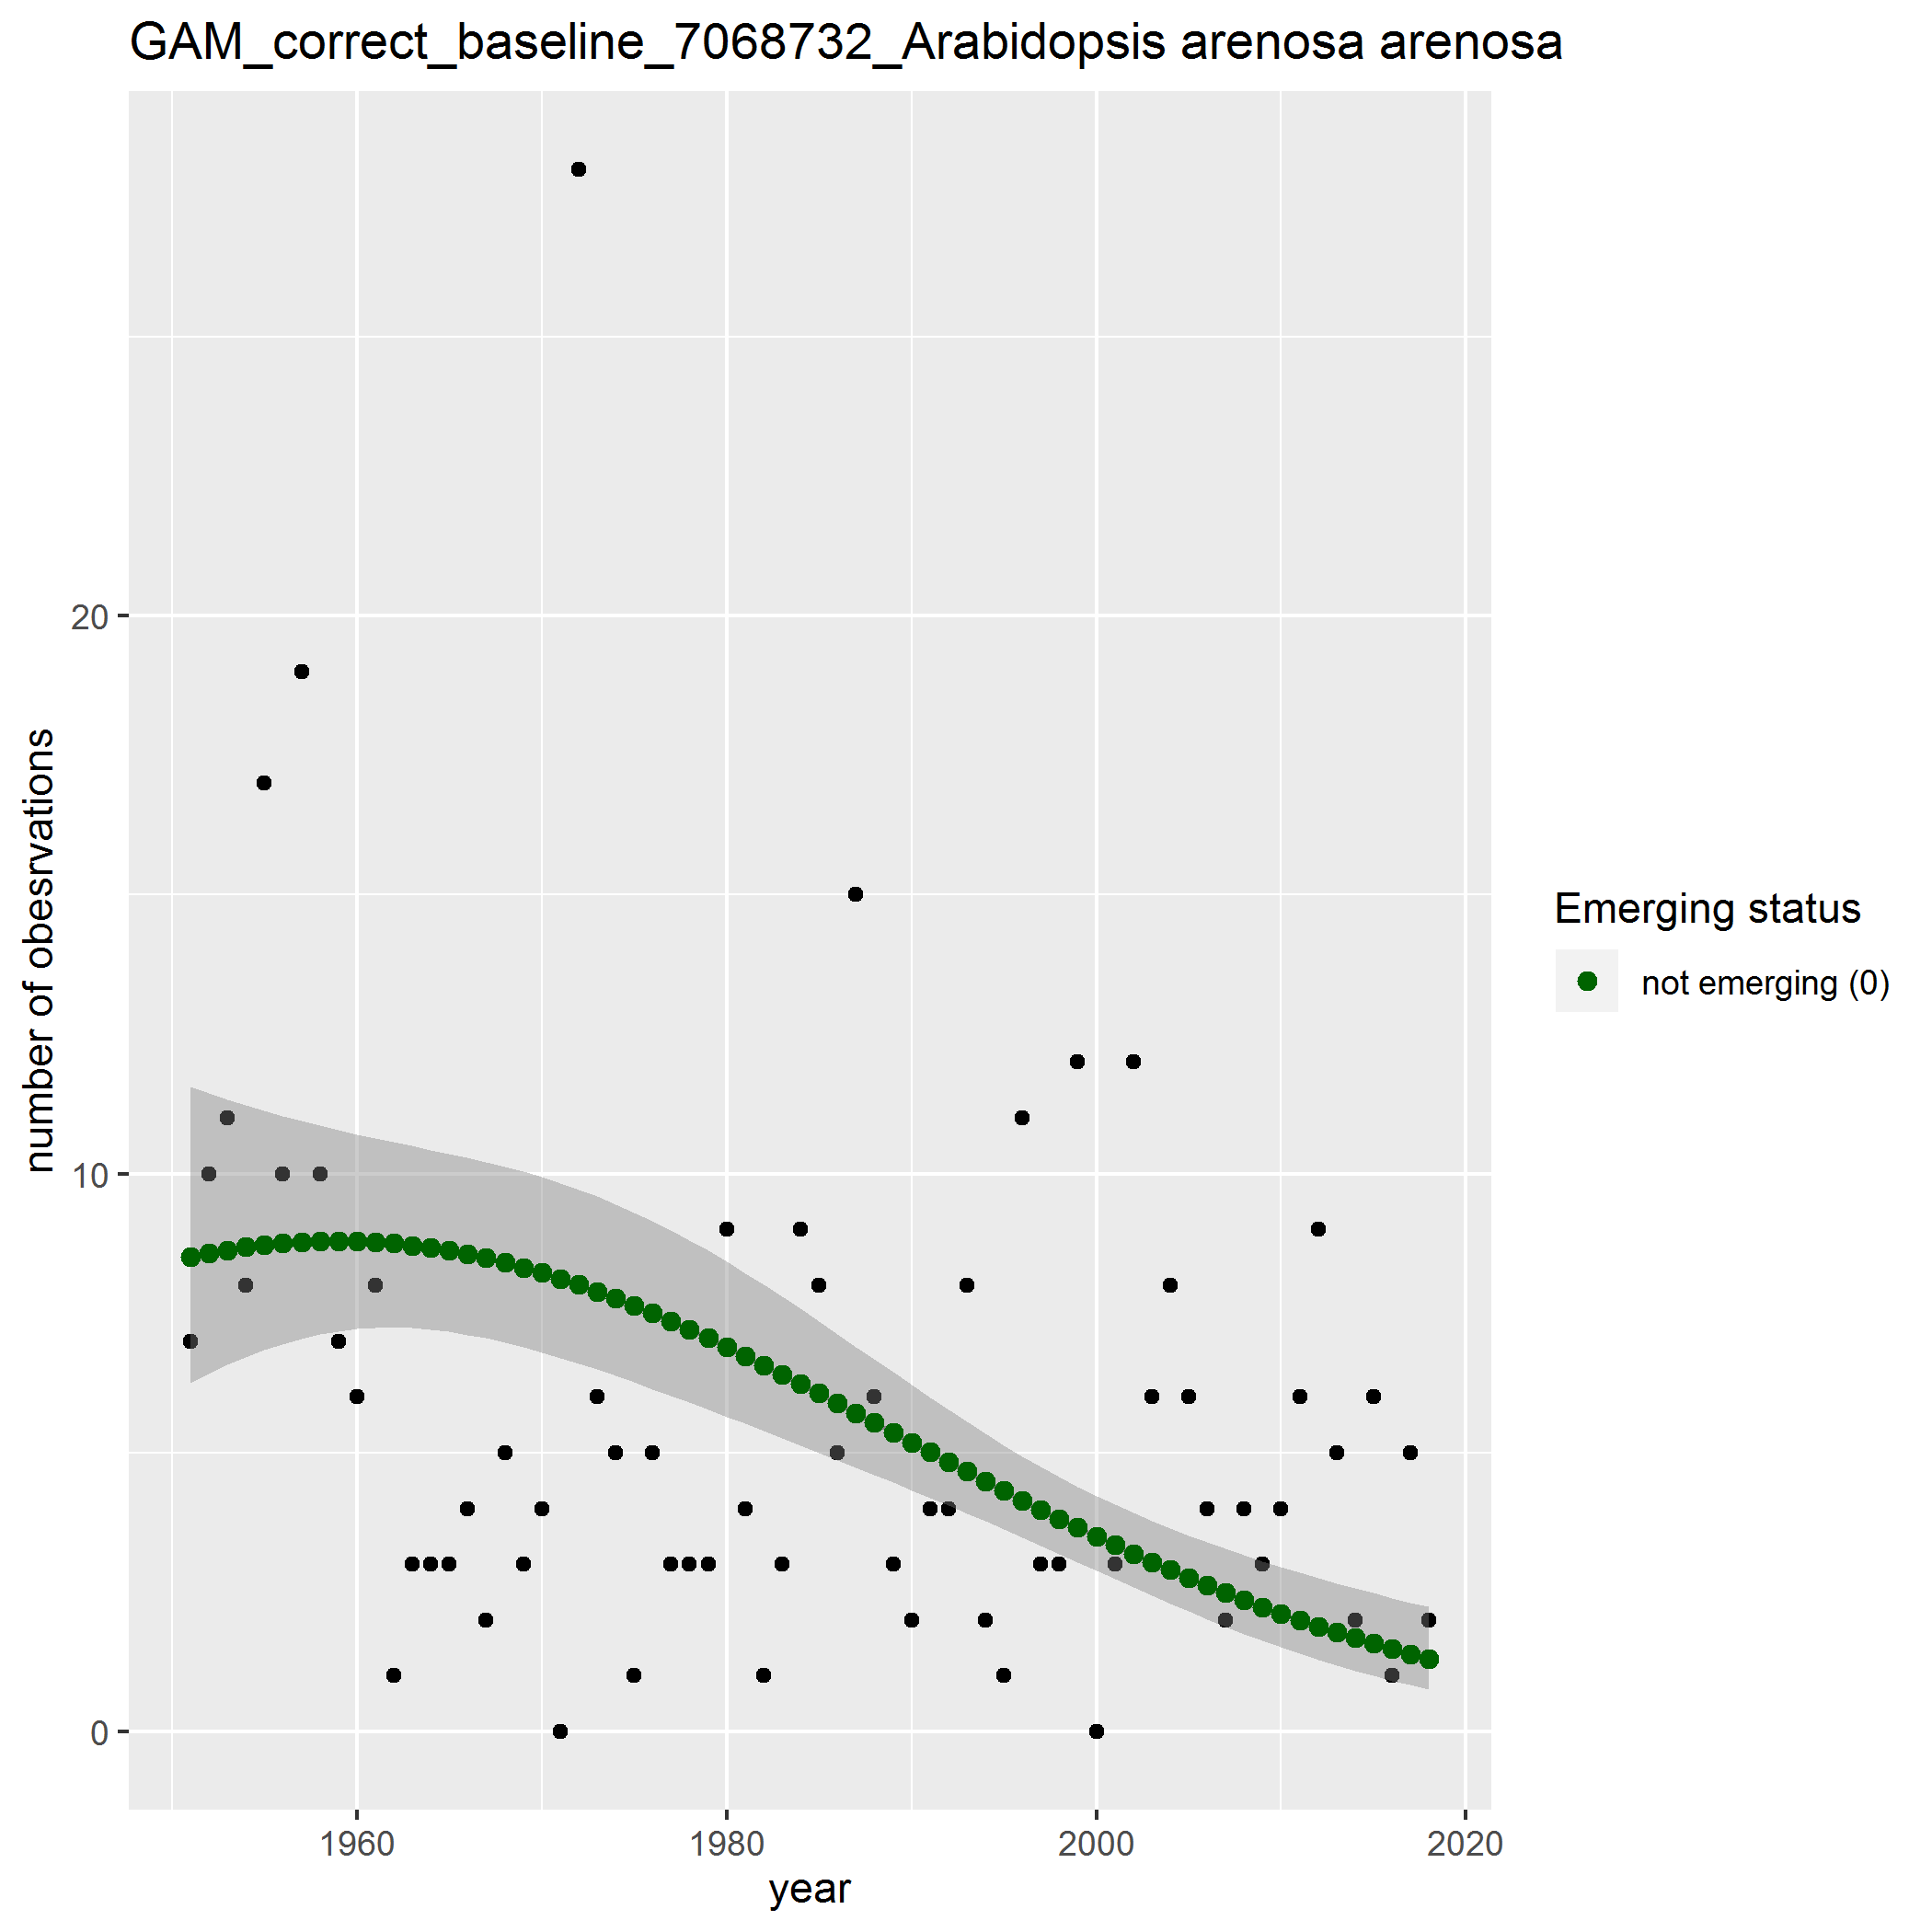 GAM_correct_baseline_7068732_Arabidopsis arenosa arenosa
number of obesrvations
20
10
0
1960
1980
2000
2020
year
Emerging status
not emerging (0)